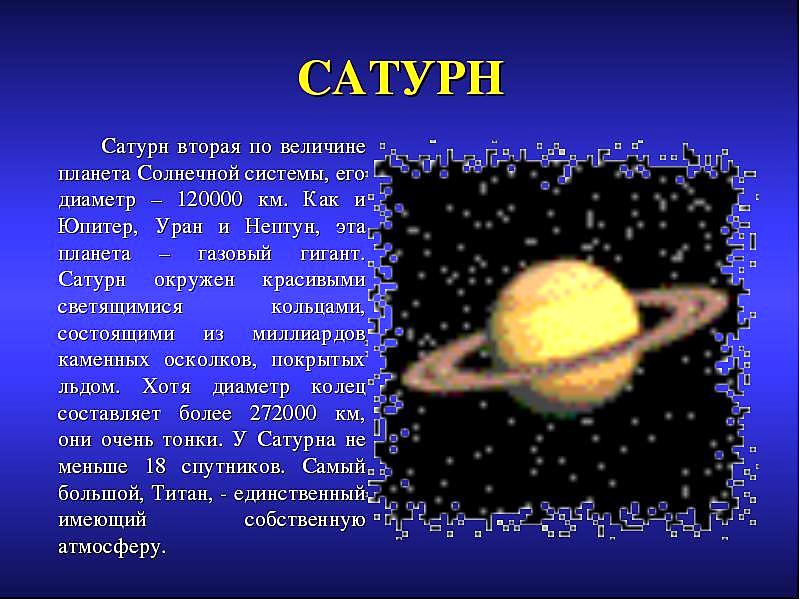 САТУРН
Сатурн вторая по величине
планета Солнечной системы, его
диаметр – 120000 км. Как и
Юпитер, Уран и Нептун, эта
планета – газовый гигант.
Сатурн окружен красивыми
светящимися кольцами,
состоящими из миллиардов
каменных осколков, покрытых
льдом. Хотя диаметр колец
составляет более 272000 км,
они очень тонки. У Сатурна не
меньше 18 спутников. Самый
большой, Титан, - единственный
имеющий собственную
атмосферу.